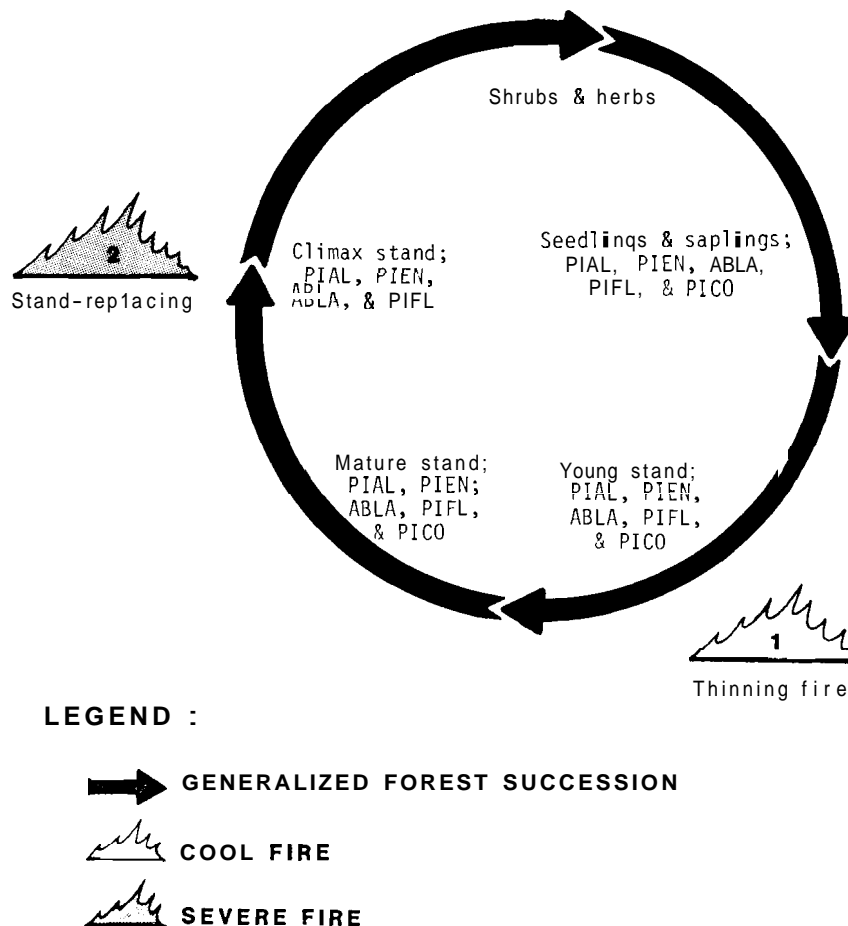 Shrubs & herbs
2
Stand-rep1acing
Climax stand;
PIAL, PIEN,
ABLA, & PIFL
Seedlinqs & saplings;
PIAL, PIEN, ABLA,
PIFL, & PICO
Mature stand;
PIAL, PIEN;
ABLA, PIFL,
& PICO
Young stand;
PIAL, PIEN,
ABLA, PIFL,
& PICO
1
Thinning fire
LEGEND :
GENERALIZED FOREST SUCCESSION
COOL FIRE
SEVERE FIRE